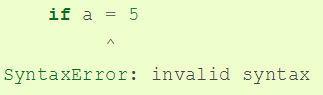 if a = 5
^
SyntaxError: invalid syntax